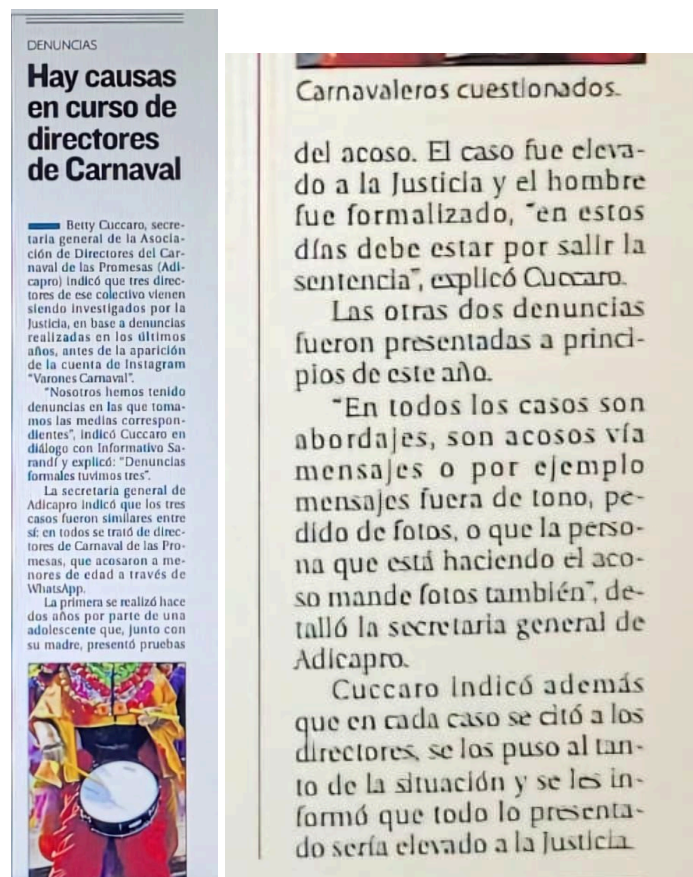 DENUNCIAS
Hay causas
en curso de
directores
de Carnaval
Betty Cuccaro, secre-
taria general de la Asocia-
ción de Directores del Car-
naval de las Promesas (Adi-
capro) indicó que tres direc-
tores de ese colectivo vienen
siendo investigados por la
Justicia, en base a denuncias
realizadas en los últimos
años, antes de la aparición
de la cuenta de Instagram
"Varones Carnaval".
"Nosotros hemos tenido
denuncias en las que toma-
mos las medias correspon-
dientes", indicó Cuccaro en
diálogo con Informativo Sa-
randí y explicó: "Denuncias
formales tuvimos tres".
La secretaria general de
Adicapro indicó que los tres
casos fueron similares entre
sí: en todos se trató de direc-
tores de Carnaval de las Pro-
mesas, que acosaron a me-
nores de edad a través de
WhatsApp.
La primera se realizó hace
dos años por parte de una
adolescente que, junto con
su madre, presentó pruebas
Carnavaleros cuestionados.
del acoso. El caso fue eleva-
do a la Justicia y el hombre
fue formalizado, "en estos
días debe estar por salir la
sentencia", explicó Cuccaro.
Las otras dos denuncias
fueron presentadas a princi-
pios de este año.
"En todos los casos son
abordajes, son acosos vía
mensajes o por ejemplo
mensajes fuera de tono, pe-
dido de fotos, o que la perso-
na que está haciendo el aco-
so mande fotos también", de-
talló la secretaria general de
Adicapro.
Cuccaro indicó además
que en cada caso se citó a los
directores, se los puso al tan-
to de la situación y se les in-
formó que todo lo presenta-
do sería elevado a la Justicia.